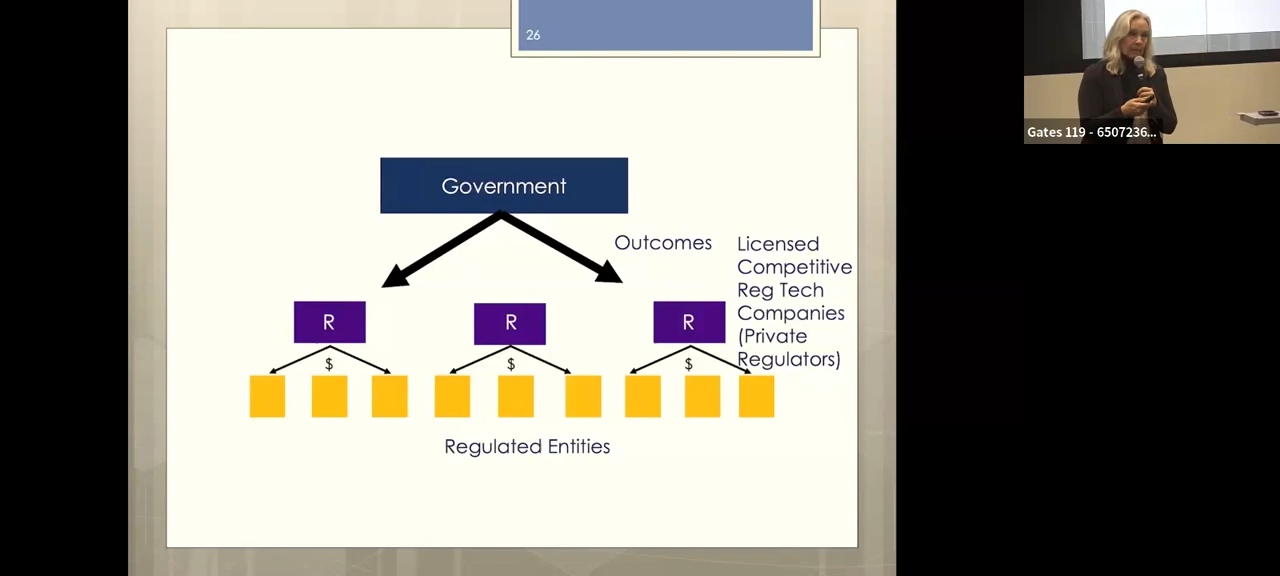 26
Government
Outcomes
Licensed
Competitive
Reg Tech
Companies
(Private
Regulators)
R
R
R
$
$
$
Regulated Entities
Gates 119 - 6507236...